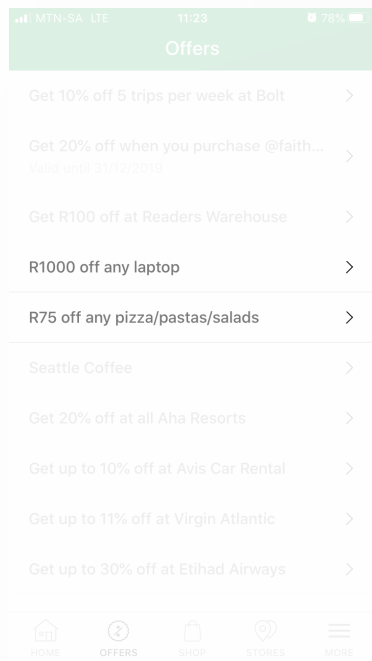 MTN-SA LTE 11:23 78%
Offers
Get 10% off 5 trips per week at Bolt
Get 20% off when you purchase @faith...
Valid until 31/12/2019
Get R100 off at Readers Warehouse
R1000 off any laptop
R75 off any pizza/pastas/salads
Seattle Coffee
Get 20% off at all Aha Resorts
Get up to 10% off at Avis Car Rental
Get up to 11% off at Virgin Atlantic
Get up to 30% off at Etihad Airways
HOME OFFERS SHOP STORES MORE